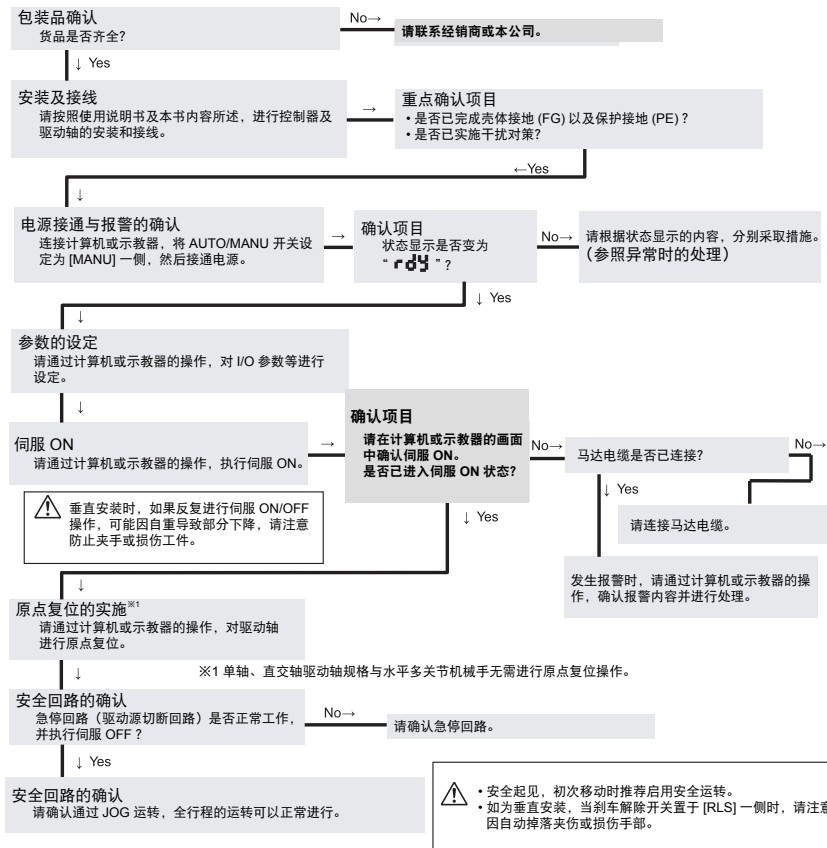 包装品确认
货品是否齐全?
No→
请联系经销商或本公司。
↓ Yes
安装及接线
请按照使用说明书及本书内容所述，进行控制器及
驱动轴的安装和接线。
→
重点确认项目
• 是否已完成壳体接地 (FG) 以及保护接地 (PE) ?
• 是否已实施干扰对策?
←Yes
↓
电源接通与报警的确认
连接计算机或示教器，将 AUTO/MANU 开关设
定为 [MANU] 一侧，然后接通电源。
→
确认项目
状态显示是否变为
“ rdy ” ?
No→
请根据状态显示的内容，分别采取措施。
（参照异常时的处理）
↓ Yes
↓
参数的设定
请通过计算机或示教器的操作，对 I/O 参数等进行
设定。
↓
伺服 ON
请通过计算机或示教器的操作，执行伺服 ON。
→
确认项目
请在计算机或示教器的画面
中确认伺服 ON。
是否已进入伺服 ON 状态?
No→
马达电缆是否已连接?
No→
↓ Yes
请连接马达电缆。
发生报警时，请通过计算机或示教器的操
作，确认报警内容并进行处理。
垂直安装时，如果反复进行伺服 ON/OFF
操作，可能因自重导致部分下降，请注意
防止夹手或损伤工件。
↓ Yes
↓
原点复位的实施※1
请通过计算机或示教器的操作，对驱动轴
进行原点复位。
↓
※1 单轴、直交轴驱动轴规格与水平多关节机械手无需进行原点复位操作。
安全回路的确认
急停回路（驱动源切断回路）是否正常工作，
并执行伺服 OFF ?
No→
请确认急停回路。
↓ Yes
安全回路的确认
请确认通过 JOG 运转，全行程的运转可以正常进行。
• 安全起见，初次移动时推荐启用安全运转。
• 如为垂直安装，当刹车解除开关置于 [RLS] 一侧时，请注意
因自动掉落夹伤或损伤手部。